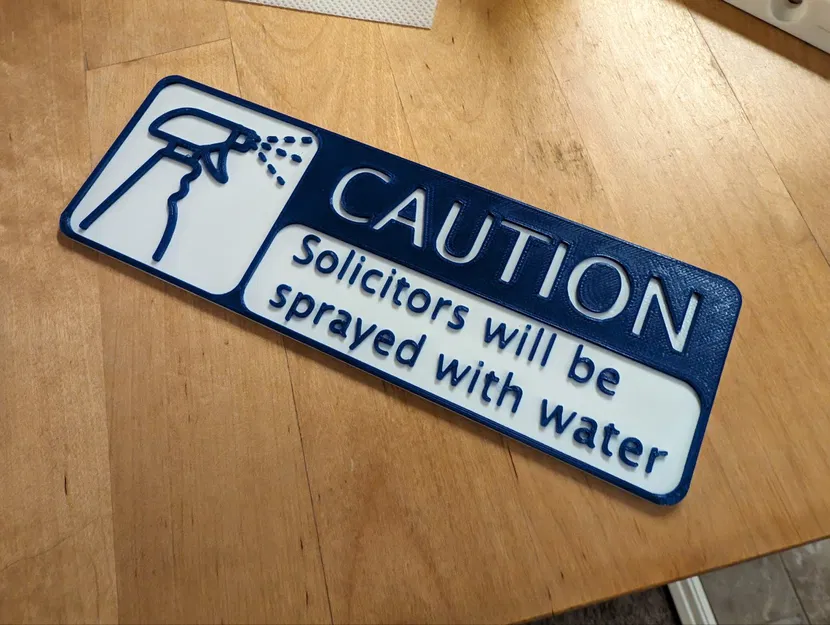 CAUTION
Solicitors will be
sprayed with water